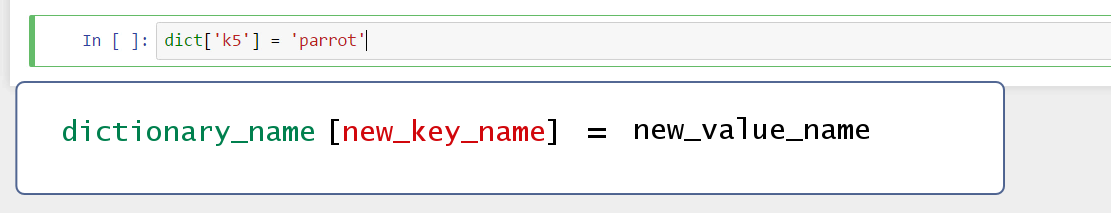 In [ ]: dict['k5'] = 'parrot'
dictionary_name [new_key_name] = new_value_name